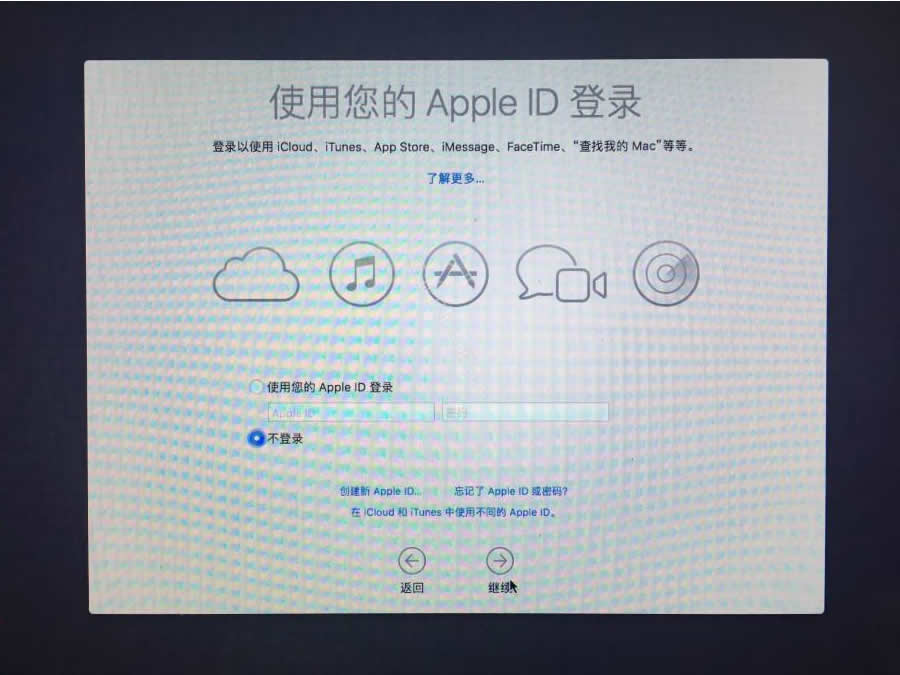 使用您的 Apple ID 登录
登录以使用 iCloud、iTunes、App Store、iMessage、FaceTime、“查找我的 Mac”等等。
了解更多...
使用您的 Apple ID 登录
Apple ID 密码
不登录
创建新 Apple ID... 忘记了 Apple ID 或密码?
在 iCloud 和 iTunes 中使用不同的 Apple ID。
返回 继续